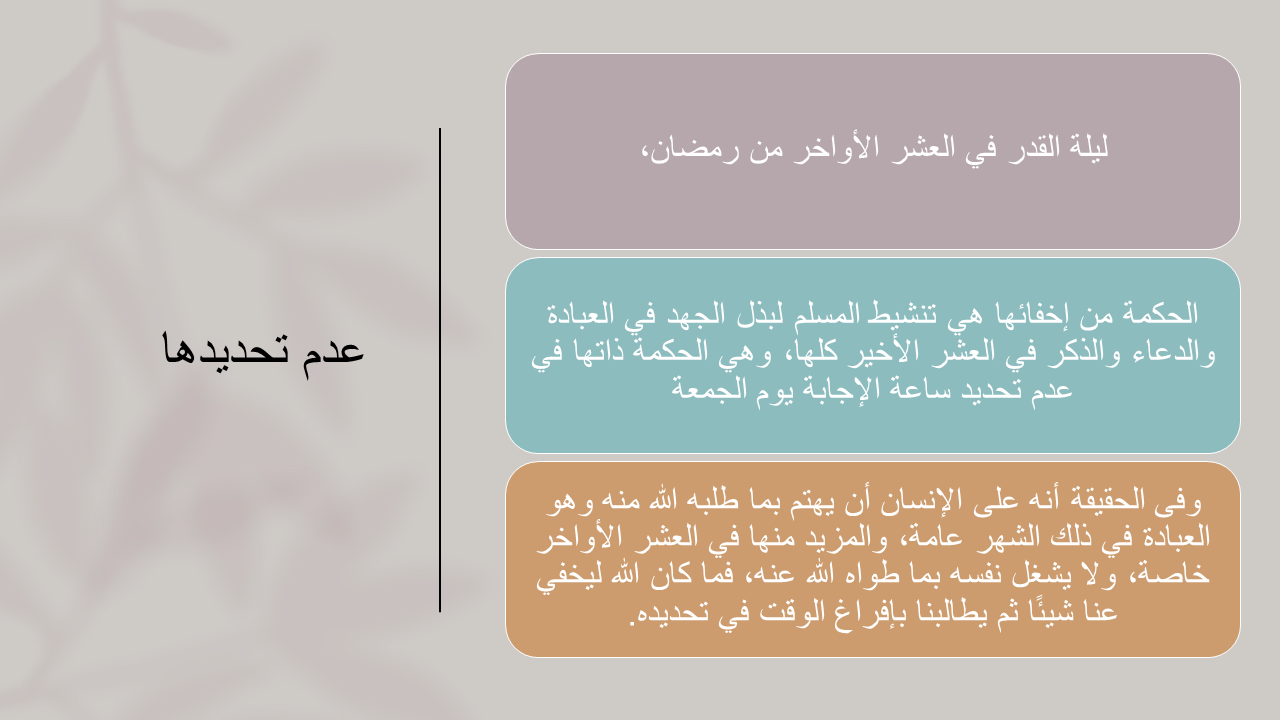 عدم تحديدها
ليلة القدر في العشر الأواخر من رمضان،
الحكمة من إخفائها هي تنشيط المسلم لبذل الجهد في العبادة
والدعاء والذكر في العشر الأخير كلها، وهي الحكمة ذاتها في
عدم تحديد ساعة الإجابة يوم الجمعة
وفى الحقيقة أنه على الإنسان أن يهتم بما طلبه الله منه وهو
العبادة في ذلك الشهر عامة، والمزيد منها في العشر الأواخر
خاصة، ولا يشغل نفسه بما طواه الله عنه، فما كان الله ليخفي
عنا شيئًا ثم يطالبنا بإفراغ الوقت في تحديده.